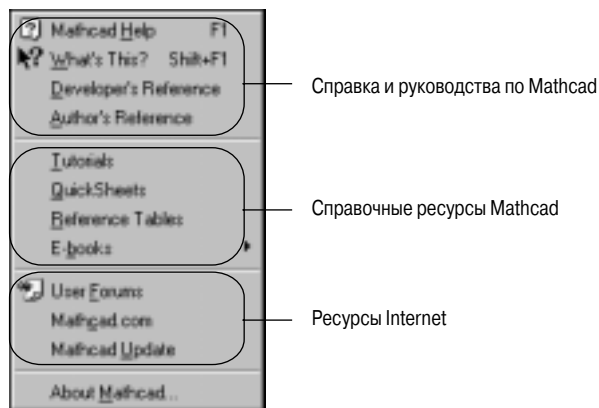 Mathcad Help F1
What's This? Shift+F1
Developer's Reference
Author's Reference
Справка и руководства по Mathcad
Tutorials
QuickSheets
Reference Tables
E-books
Справочные ресурсы Mathcad
User Forums
Mathcad.com
Mathcad Update
Ресурсы Internet
About Mathcad...